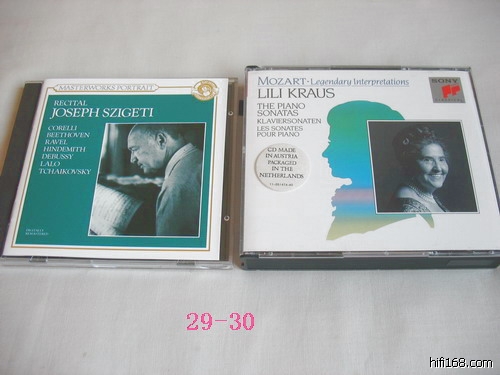 MASTERWORKS PORTRAIT
RECITAL
JOSEPH SZIGETI
CORELLI
BEETHOVEN
RAVEL
HINDEMITH
DEBUSSY
LALO
TCHAIKOVSKY
MOZART-Legendary Interpretations
LILI KRAUS
THE PIANO
SONATAS
KLAVIERSONATEN
LES SONATES
POUR PIANO
CD MADE
IN AUSTRIA
PACKAGED
IN THE
NETHERLANDS
SONY
29-30
hifi168.com